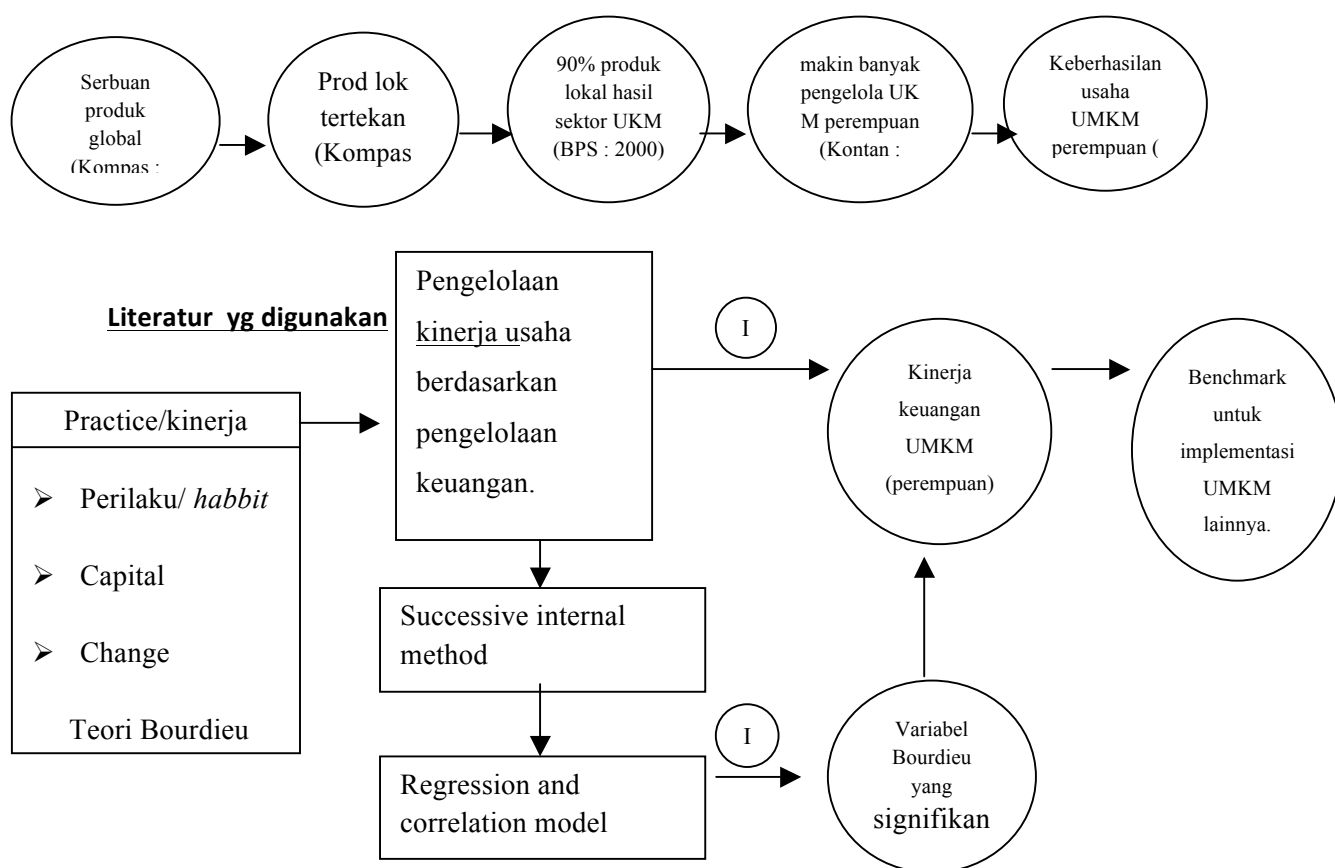 Serbuan
produk
global
(Kompas :
Prod lok
tertekan
(Kompas
90% produk
lokal hasil
sektor UKM
(BPS : 2000)
makin banyak
pengelola UK
M perempuan
(Kontan :
Keberhasilan
usaha
UMKM
perempuan (
Literatur yg digunakan
Practice/kinerja
Perilaku/ habbit
Capital
Change
Teori Bourdieu
Pengelolaan
kinerja usaha
berdasarkan
pengelolaan
keuangan.
Successive internal
method
Regression and
correlation model
I
I
Kinerja
keuangan
UMKM
(perempuan)
Variabel
Bourdieu
yang
signifikan
Benchmark
untuk
implementasi
UMKM
lainnya.